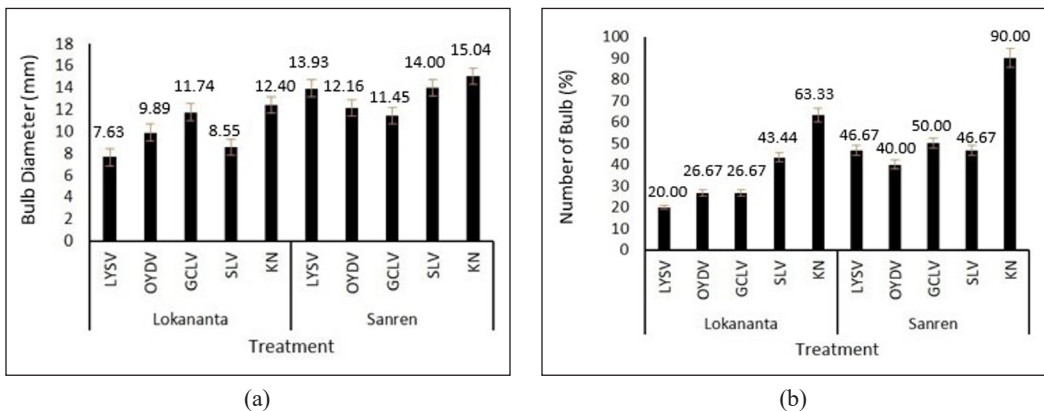 18
16
14
12
10
8
6
4
2
0
Bulb Diameter (mm)
7.63
9.89
11.74
8.55
12.40
13.93
12.16
11.45
14.00
15.04
LYSV
OYDV
GCLV
SLV
KN
LYSV
OYDV
GCLV
SLV
KN
Lokananta
Sanren
Treatment
(a)
100
90
80
70
60
50
40
30
20
10
0
Number of Bulb (%)
20.00
26.67
26.67
43.44
63.33
46.67
40.00
50.00
46.67
90.00
LYSV
OYDV
GCLV
SLV
KN
LYSV
OYDV
GCLV
SLV
KN
Lokananta
Sanren
Treatment
(b)